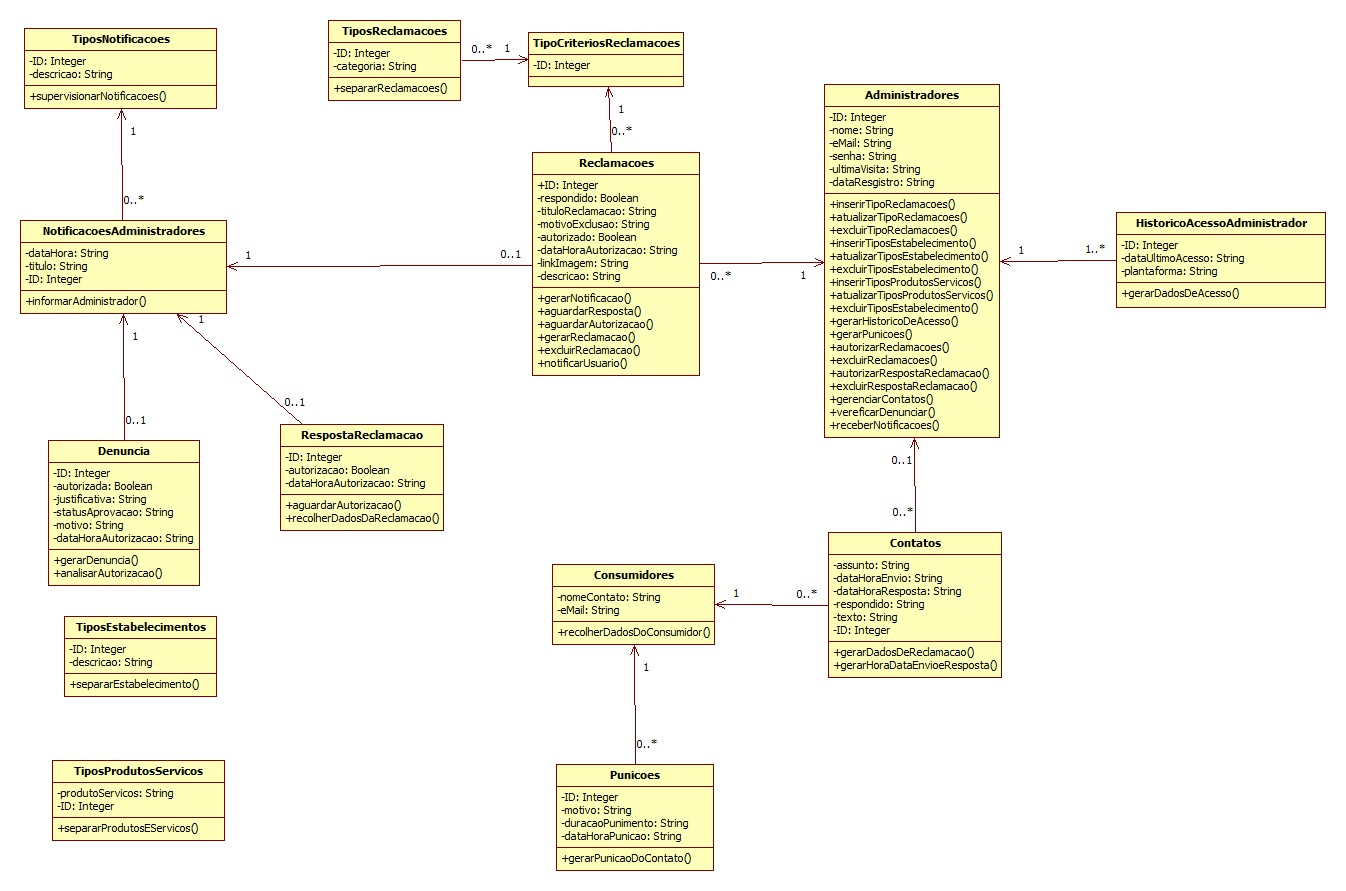 TiposNotificacoes
-ID: Integer
-descricao: String
+supervisionarNotificacoes()
TiposReclamacoes
-ID: Integer
-categoria: String
+separarReclamacoes()
0..*
1
TipoCriteriosReclamacoes
-ID: Integer
1
0..*
1
0..*
Reclamacoes
+ID: Integer
-respondido: Boolean
-tituloReclamacao: String
-motivoExclusao: String
-autorizado: Boolean
-dataHoraAutorizacao: String
-linkImagem: String
-descricao: String
+gerarNotificacao()
+aguardarResposta()
+aguardarAutorizacao()
+gerarReclamacao()
+excluirReclamacao()
+notificarUsuario()
Administradores
-ID: Integer
-nome: String
-eMail: String
-senha: String
-ultimaVisita: String
-dataResgistro: String
+inserirTipoReclamacoes()
+atualizarTipoReclamacoes()
+excluirTipoReclamacoes()
+inserirTiposEstabelecimento()
+atualizarTiposEstabelecimento()
+excluirTiposEstabelecimento()
+inserirTiposProdutosServicos()
+atualizarTiposProdutosServicos()
+excluirTiposEstabelecimento()
+gerarHistoricoDeAcesso()
+gerarPunicoes()
+autorizarReclamacoes()
+excluirReclamacoes()
+autorizarRespostaReclamacao()
+excluirRespostaReclamacao()
+gerenciarContatos()
+vereficarDenunciar()
+receberNotificacoes()
HistoricoAcessoAdministrador
-ID: Integer
-dataUltimoAcesso: String
-plantaforma: String
+gerarDadosDeAcesso()
1
1..*
NotificacoesAdministradores
-dataHora: String
-titulo: String
-ID: Integer
+informarAdministrador()
1
0..1
0..*
1
1
1
0..1
0..1
Denuncia
-ID: Integer
-autorizada: Boolean
-justificativa: String
-statusAprovacao: String
-motivo: String
-dataHoraAutorizacao: String
+gerarDenuncia()
+analisarAutorizacao()
RespostaReclamacao
-ID: Integer
-autorizacao: Boolean
-dataHoraAutorizacao: String
+aguardarAutorizacao()
+recolherDadosDaReclamacao()
0..1
0..*
Contatos
-assunto: String
-dataHoraEnvio: String
-dataHoraResposta: String
-respondido: String
-texto: String
-ID: Integer
+gerarDadosDeReclamacao()
+gerarHoraDataEnvioeResposta()
Consumidores
-nomeContato: String
-eMail: String
+recolherDadosDoConsumidor()
1
0..*
TiposEstabelecimentos
-ID: Integer
-descricao: String
+separarEstabelecimento()
1
0..*
TiposProdutosServicos
-produtoServicos: String
-ID: Integer
+separarProdutosEServicos()
Punicoes
-ID: Integer
-motivo: String
-duracaoPunimento: String
-dataHoraPunicao: String
+gerarPunicaoDoContato()